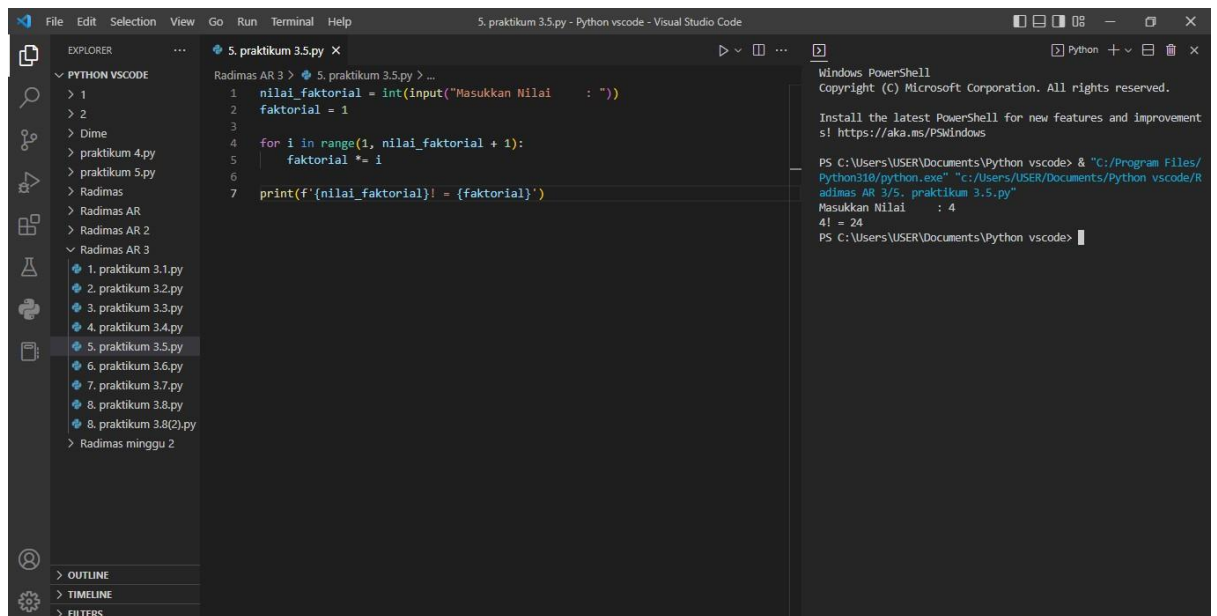 File Edit Selection View Go Run Terminal Help
5. praktikum 3.5.py - Python vscode - Visual Studio Code
EXPLORER
PYTHON VSCODE
1
2
Dime
praktikum 4.py
praktikum 5.py
Radimas
Radimas AR
Radimas AR 2
Radimas AR 3
1. praktikum 3.1.py
2. praktikum 3.2.py
3. praktikum 3.3.py
4. praktikum 3.4.py
5. praktikum 3.5.py
6. praktikum 3.6.py
7. praktikum 3.7.py
8. praktikum 3.8.py
8. praktikum 3.8(2).py
Radimas minggu 2
OUTLINE
TIMELINE
FILTERS
5. praktikum 3.5.py
Radimas AR 3 > 5. praktikum 3.5.py > ...
1 nilai_faktorial = int(input("Masukkan Nilai     : "))
2 faktorial = 1
3
4 for i in range(1, nilai_faktorial + 1):
5     faktorial *= i
6
7 print(f'{nilai_faktorial}! = {faktorial}')
Python
Windows PowerShell
Copyright (C) Microsoft Corporation. All rights reserved.
Install the latest PowerShell for new features and improvement
s! https://aka.ms/PSWindows
PS C:\Users\USER\Documents\Python vscode> & "C:/Program Files/
Python310/python.exe" "c:/Users/USER/Documents/Python vscode/R
adimas AR 3/5. praktikum 3.5.py"
Masukkan Nilai     : 4
4! = 24
PS C:\Users\USER\Documents\Python vscode>